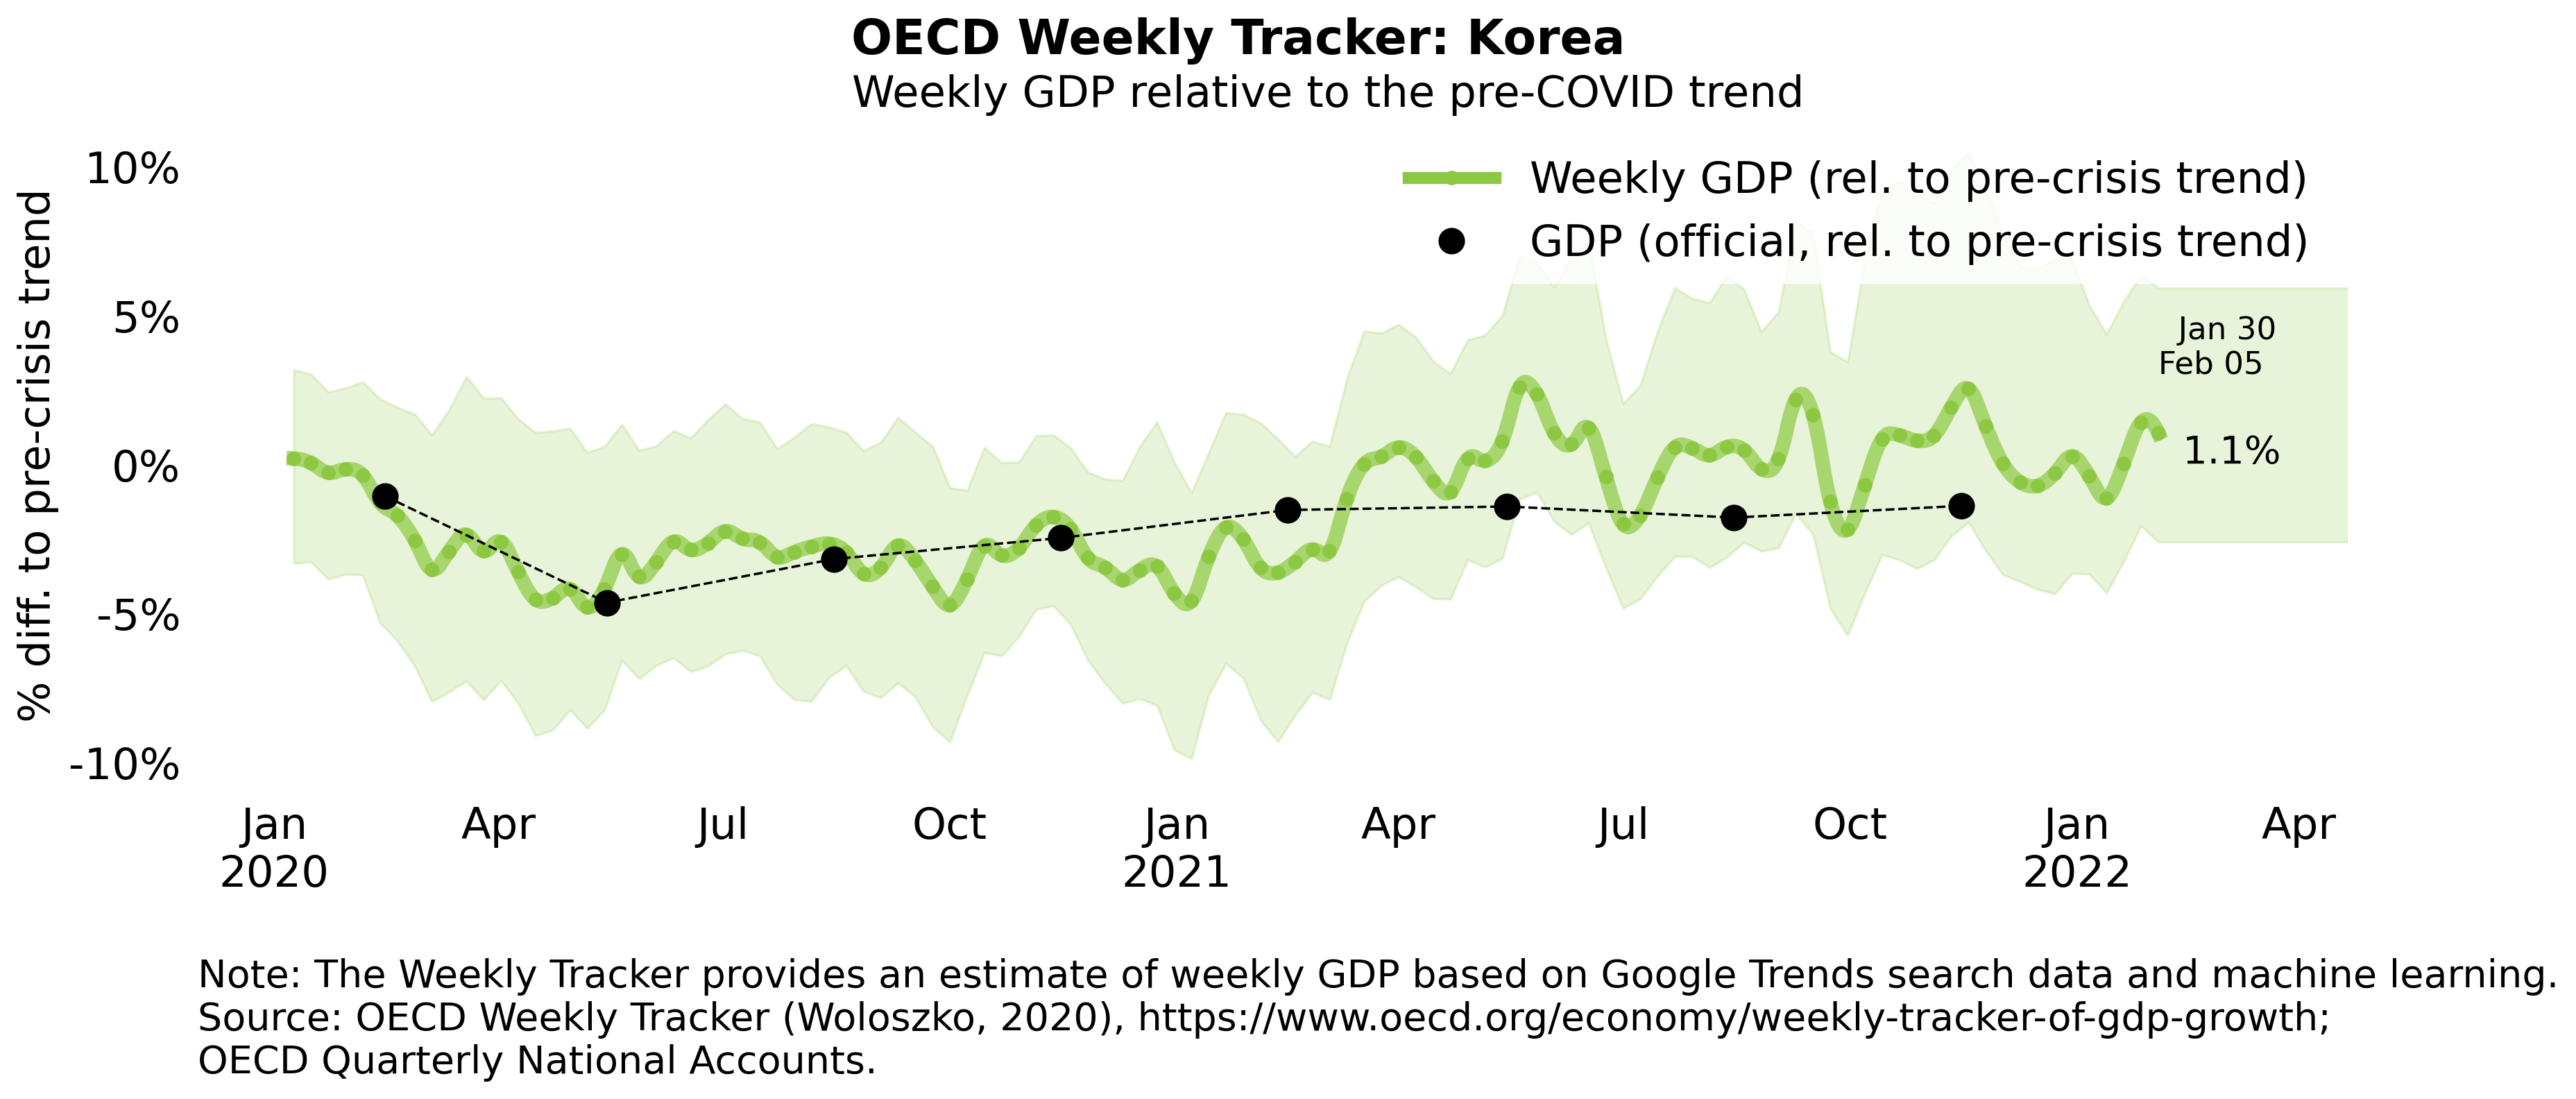 OECD Weekly Tracker: Korea
Weekly GDP relative to the pre-COVID trend
Weekly GDP (rel. to pre-crisis trend)
GDP (official, rel. to pre-crisis trend)
% diff. to pre-crisis trend
10%
5%
0%
-5%
-10%
Jan 30
Feb 05
1.1%
Jan Apr Jul Oct Jan Apr Jul Oct Jan Apr
2020 2021 2022
Note: The Weekly Tracker provides an estimate of weekly GDP based on Google Trends search data and machine learning.
Source: OECD Weekly Tracker (Woloszko, 2020), https://www.oecd.org/economy/weekly-tracker-of-gdp-growth;
OECD Quarterly National Accounts.